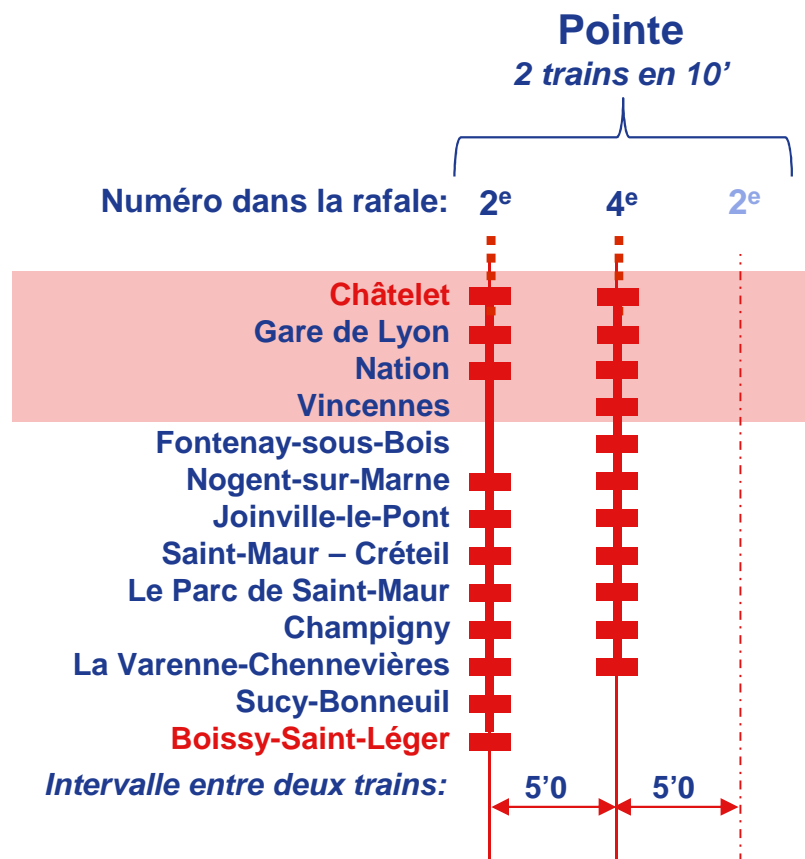 Pointe
2 trains en 10’
Numéro dans la rafale: 2e 4e 2e
Châtelet
Gare de Lyon
Nation
Vincennes
Fontenay-sous-Bois
Nogent-sur-Marne
Joinville-le-Pont
Saint-Maur – Créteil
Le Parc de Saint-Maur
Champigny
La Varenne-Chennevières
Sucy-Bonneuil
Boissy-Saint-Léger
Intervalle entre deux trains: 5’0 5’0